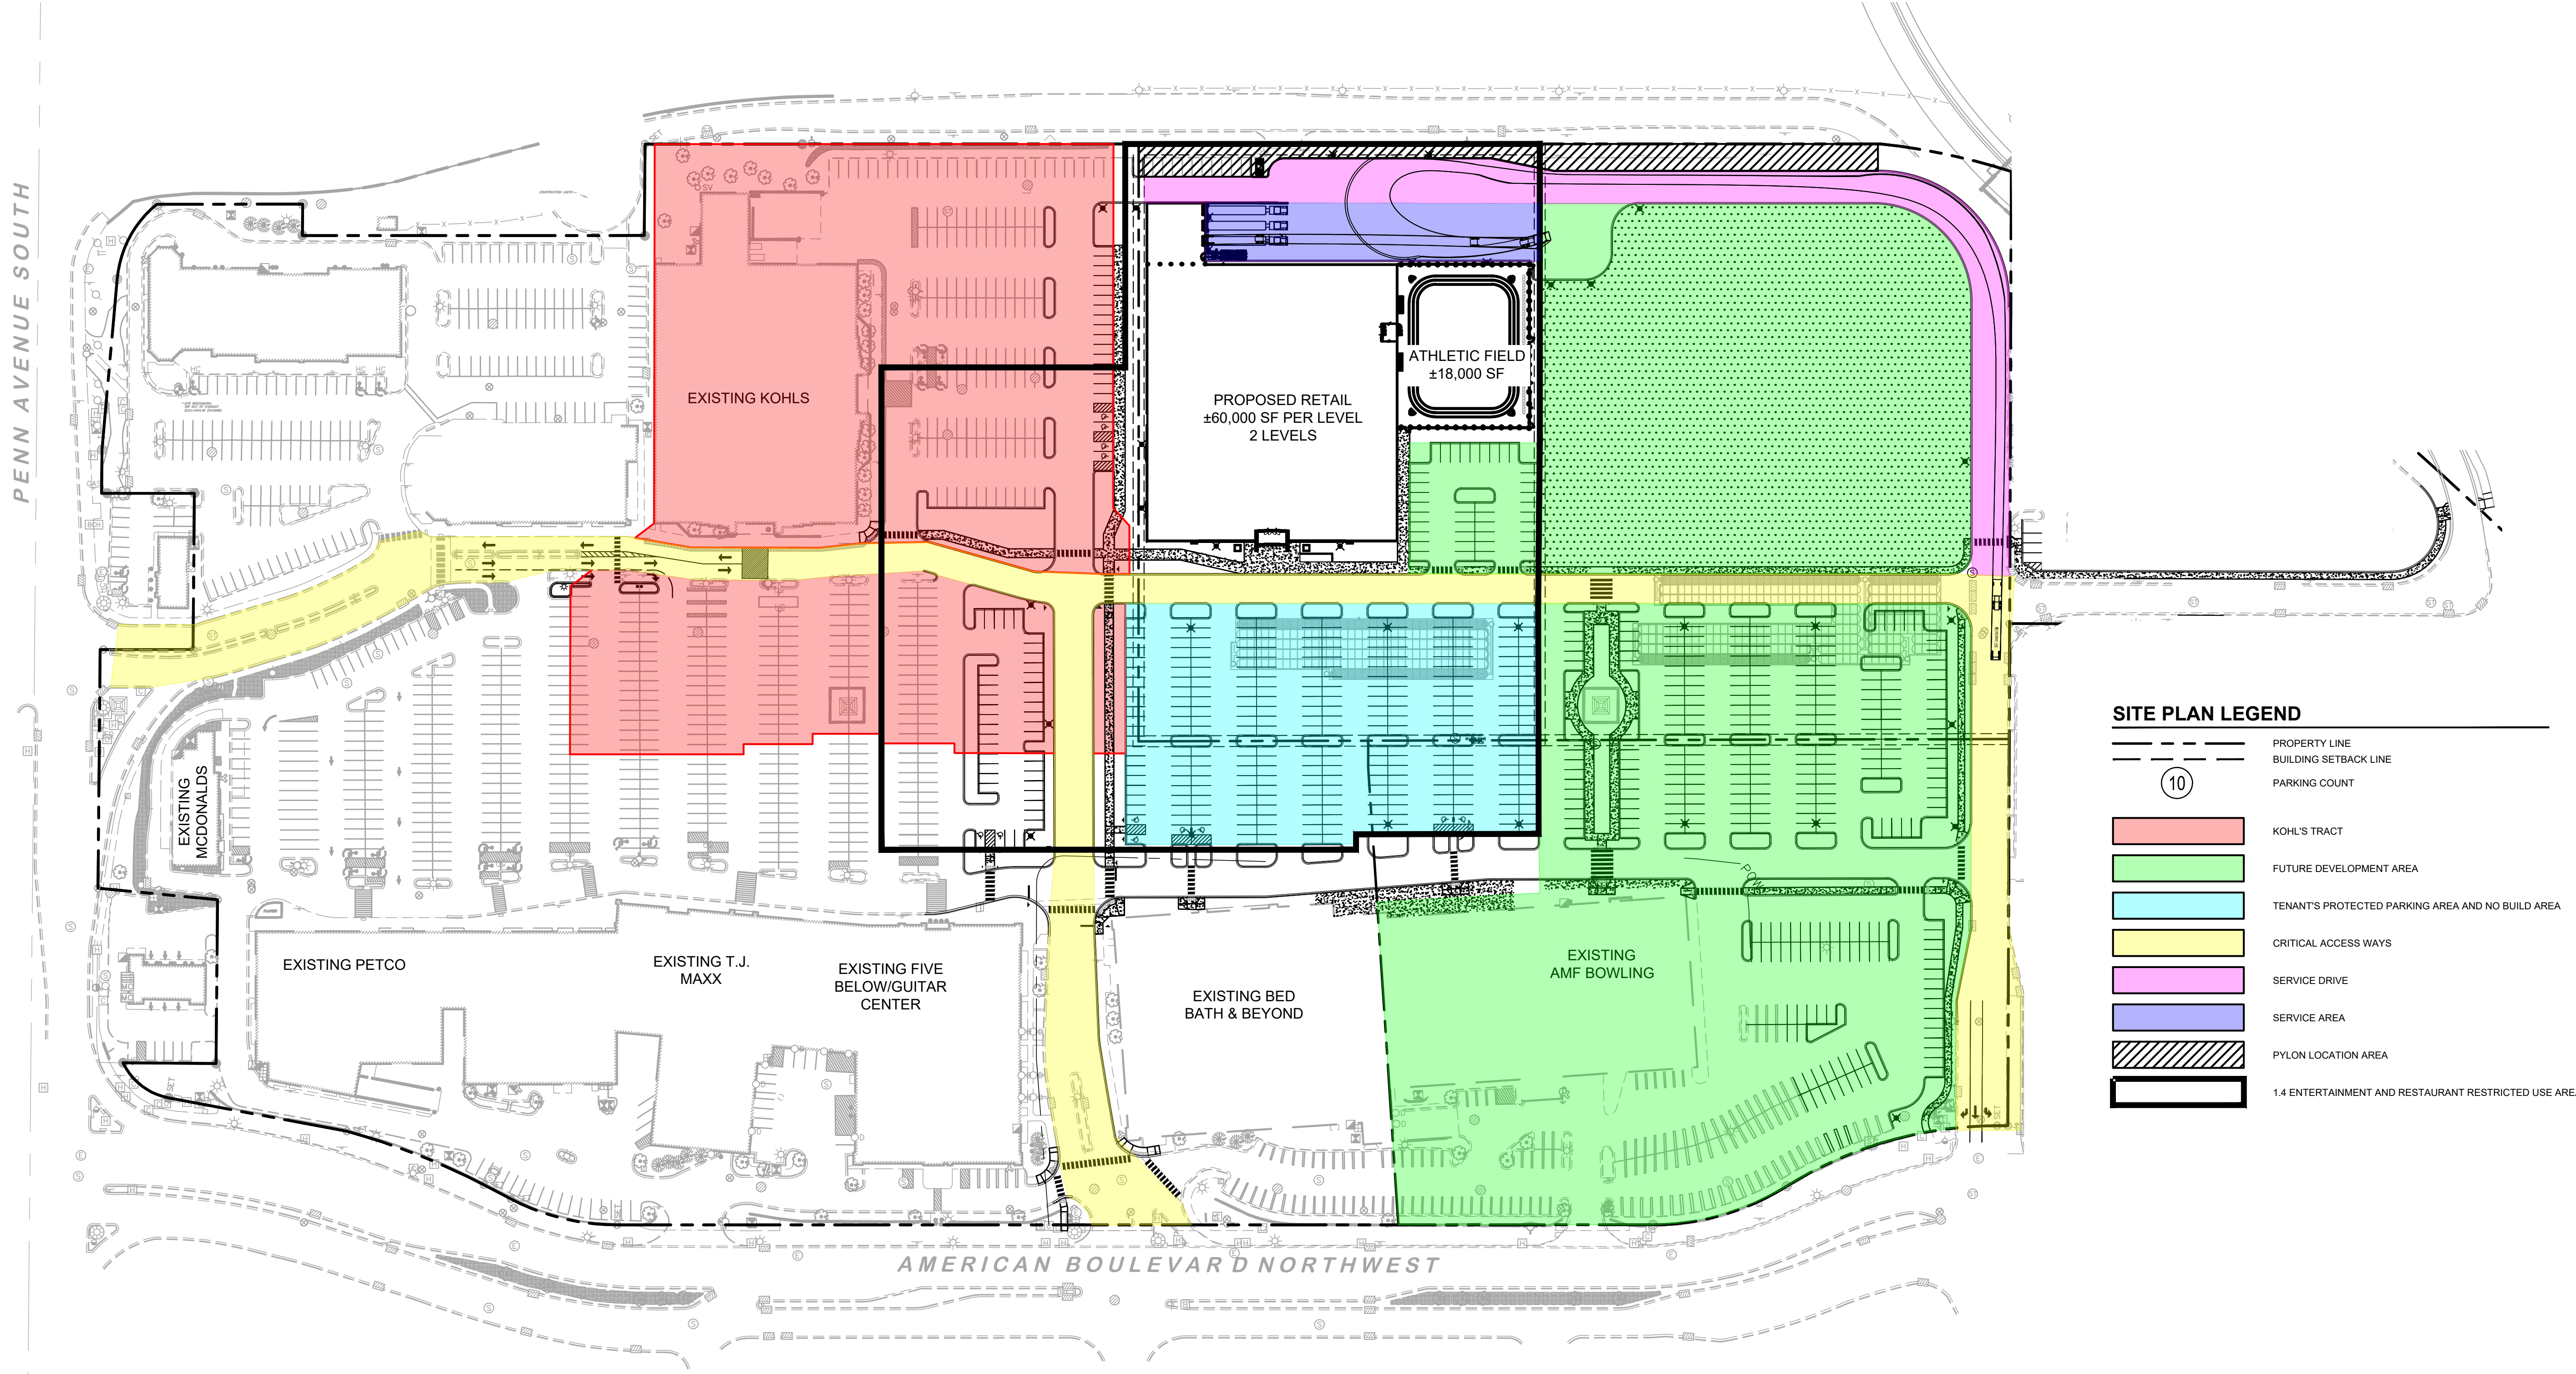 PENN AVENUE SOUTH
EXISTING KOHLS
PROPOSED RETAIL
±60,000 SF PER LEVEL
2 LEVELS
ATHLETIC FIELD
±18,000 SF
EXISTING
MCDONALDS
EXISTING PETCO
EXISTING T.J.
MAXX
EXISTING FIVE
BELOW/GUITAR
CENTER
EXISTING BED
BATH & BEYOND
EXISTING
AMF BOWLING
AMERICAN BOULEVARD NORTHWEST
SITE PLAN LEGEND
PROPERTY LINE
BUILDING SETBACK LINE
10
PARKING COUNT
KOHL'S TRACT
FUTURE DEVELOPMENT AREA
TENANT'S PROTECTED PARKING AREA AND NO BUILD AREA
CRITICAL ACCESS WAYS
SERVICE DRIVE
SERVICE AREA
PYLON LOCATION AREA
1.4 ENTERTAINMENT AND RESTAURANT RESTRICTED USE ARE